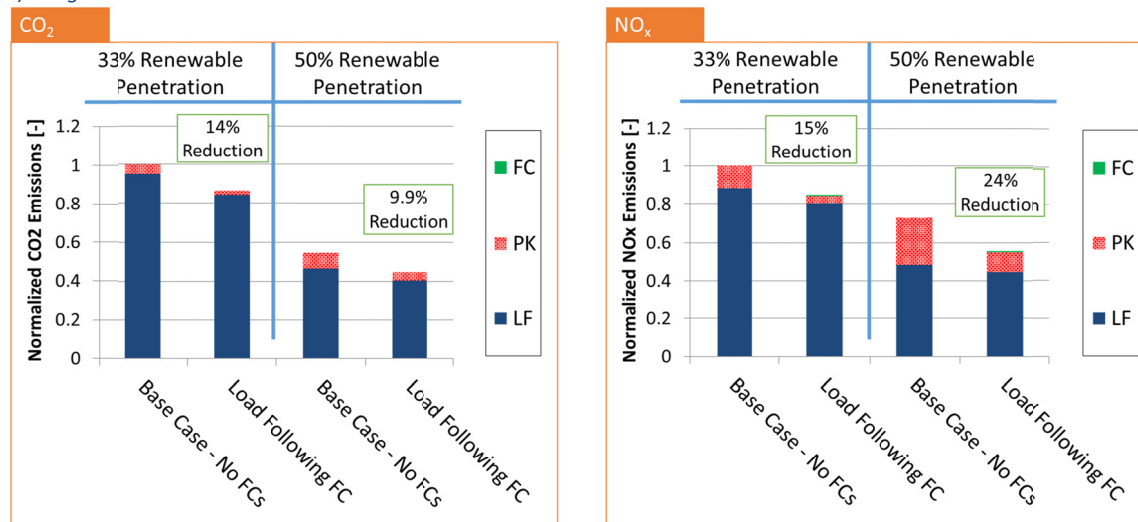 CO2
33% Renewable
Penetration
50% Renewable
Penetration
Normalized CO2 Emissions [-]
1.2
1
0.8
0.6
0.4
0.2
0
14%
Reduction
9.9%
Reduction
FC
PK
LF
Base Case - No FCs
Load Following FC
Base Case - No FCs
Load Following FC
NOx
33% Renewable
Penetration
50% Renewable
Penetration
Normalized NOx Emissions [-]
1.2
1
0.8
0.6
0.4
0.2
0
15%
Reduction
24%
Reduction
FC
PK
LF
Base Case - No FCs
Load Following FC
Base Case - No FCs
Load Following FC